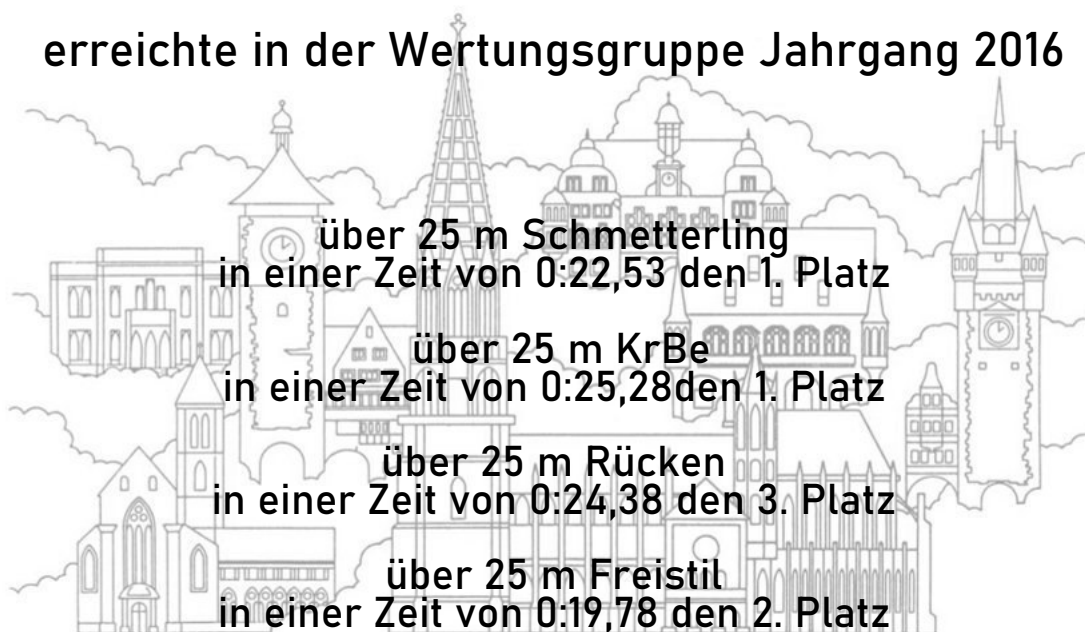 erreichte in der Wertungsgruppe Jahrgang 2016
über 25 m Schmetterling
in einer Zeit von 0:22,53 den 1. Platz
über 25 m KrBe
in einer Zeit von 0:25,28den 1. Platz
über 25 m Rücken
in einer Zeit von 0:24,38 den 3. Platz
über 25 m Freistil
in einer Zeit von 0:19,78 den 2. Platz